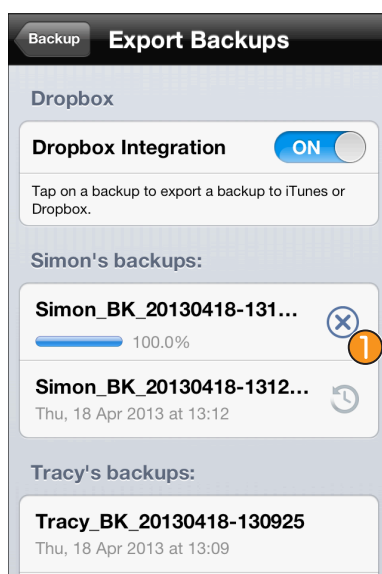 Backup
Export Backups
Dropbox
Dropbox Integration
ON
Tap on a backup to export a backup to iTunes or
Dropbox.
Simon's backups:
Simon_BK_20130418-131...
100.0%
1
Simon_BK_20130418-1312...
Thu, 18 Apr 2013 at 13:12
Tracy's backups:
Tracy_BK_20130418-130925
Thu, 18 Apr 2013 at 13:09